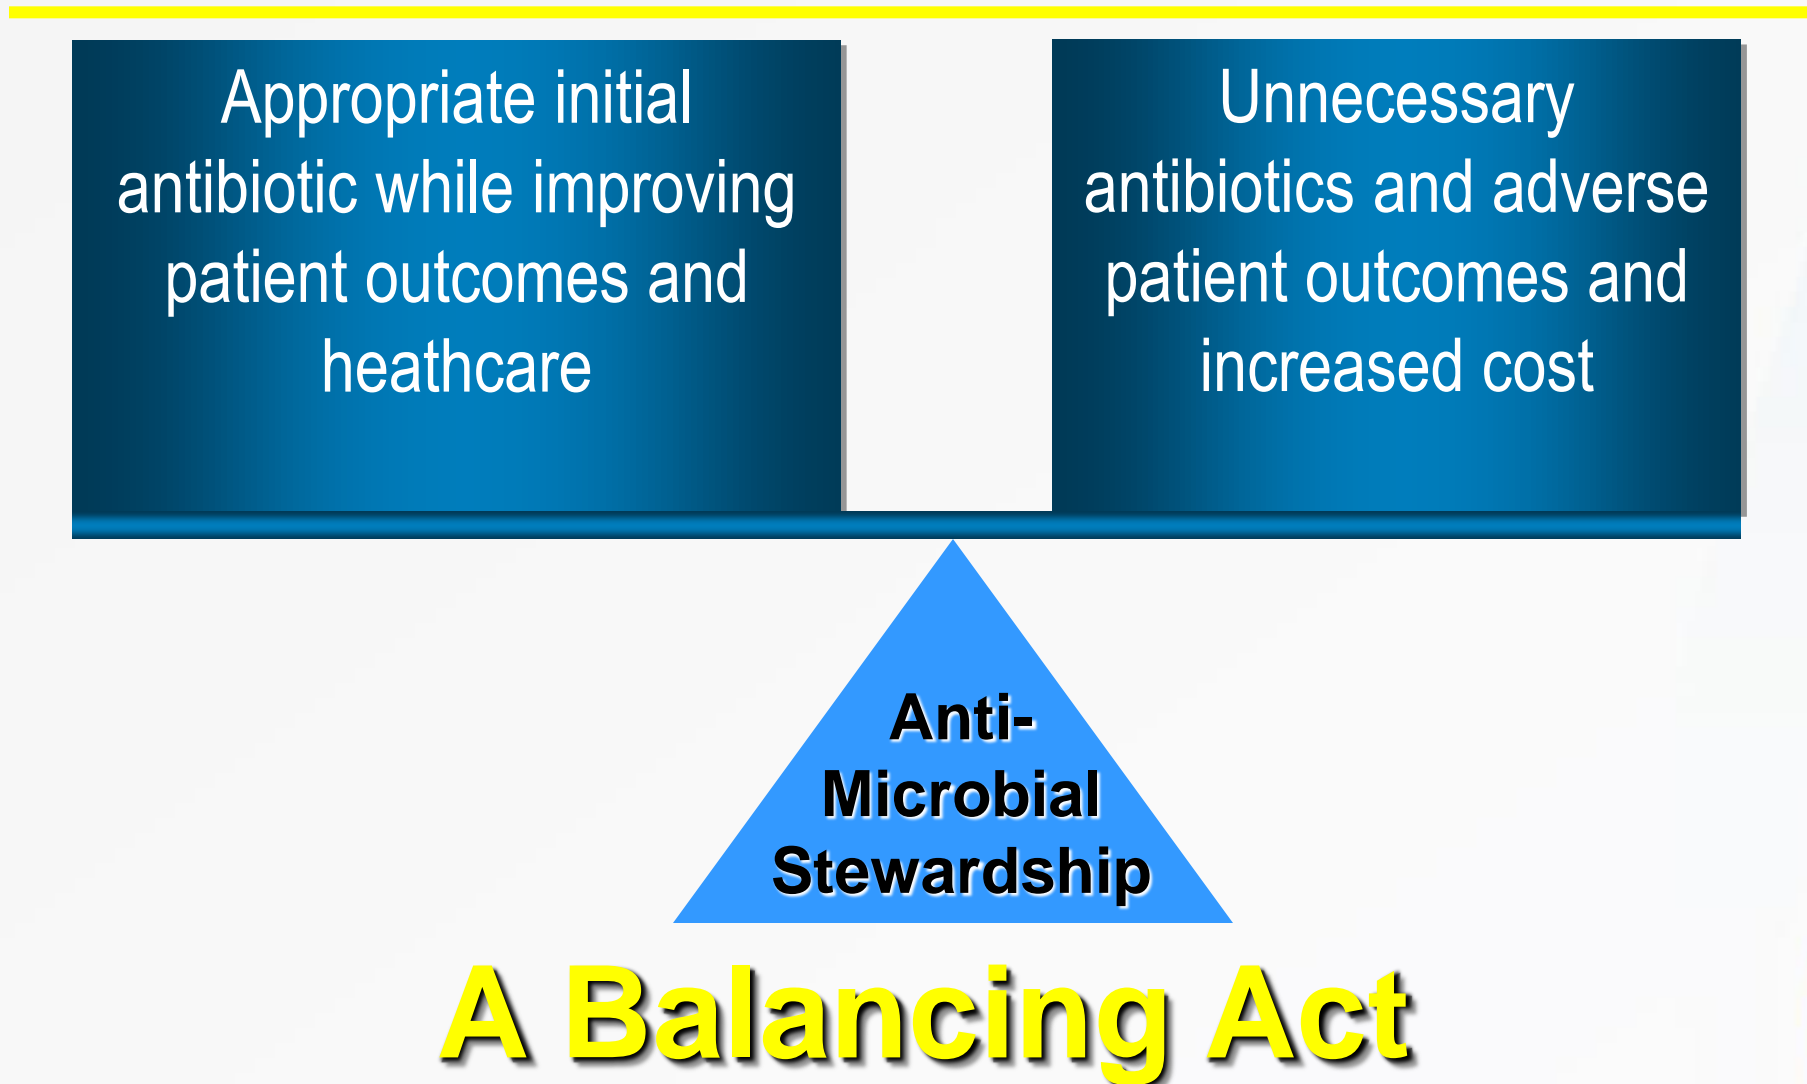 Appropriate initial
antibiotic while improving
patient outcomes and
heathcare
Unnecessary
antibiotics and adverse
patient outcomes and
increased cost
Anti-
Microbial
Stewardship
A Balancing Act